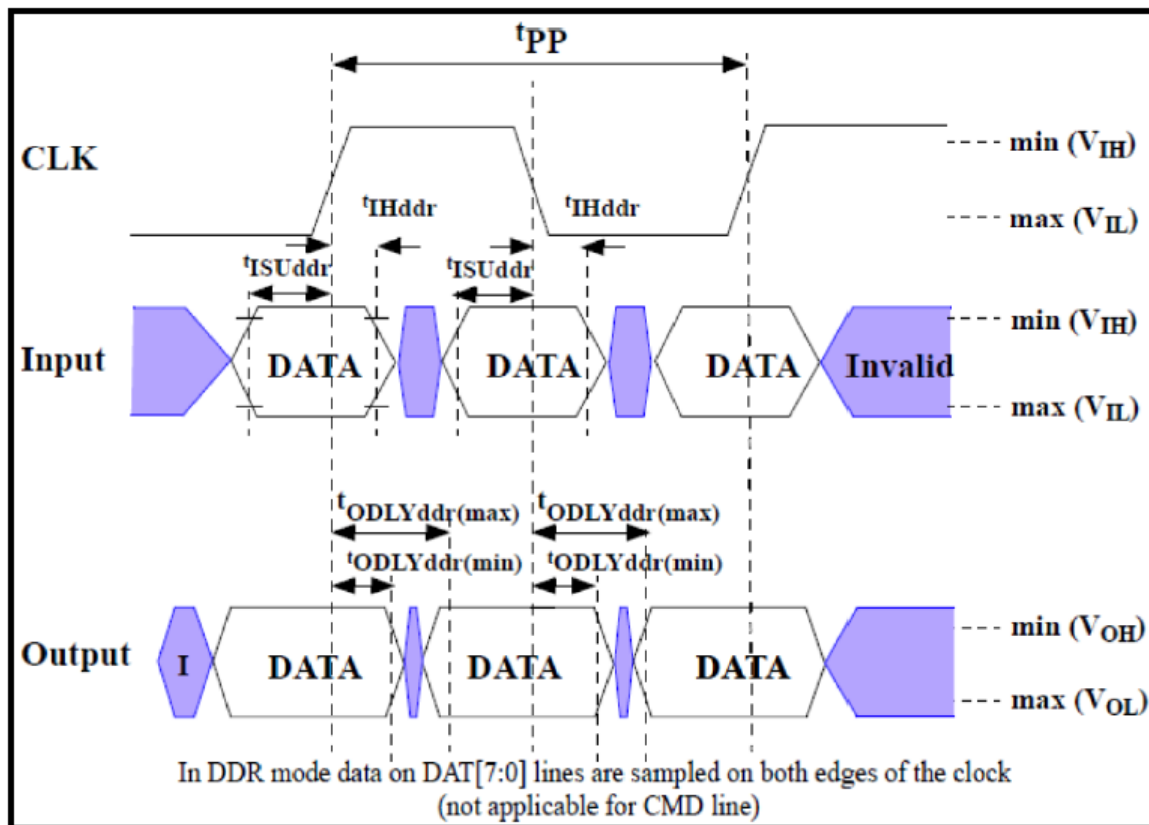 tPP
CLK
min (VIH)
max (VIL)
tIHddr
tIHddr
tISUddr
tISUddr
Input
DATA
DATA
DATA
Invalid
min (VIH)
max (VIL)
tODLYddr(max)
tODLYddr(max)
tODLYddr(min)
tODLYddr(min)
Output
I
DATA
DATA
DATA
min (VOH)
max (VOL)
In DDR mode data on DAT[7:0] lines are sampled on both edges of the clock
(not applicable for CMD line)